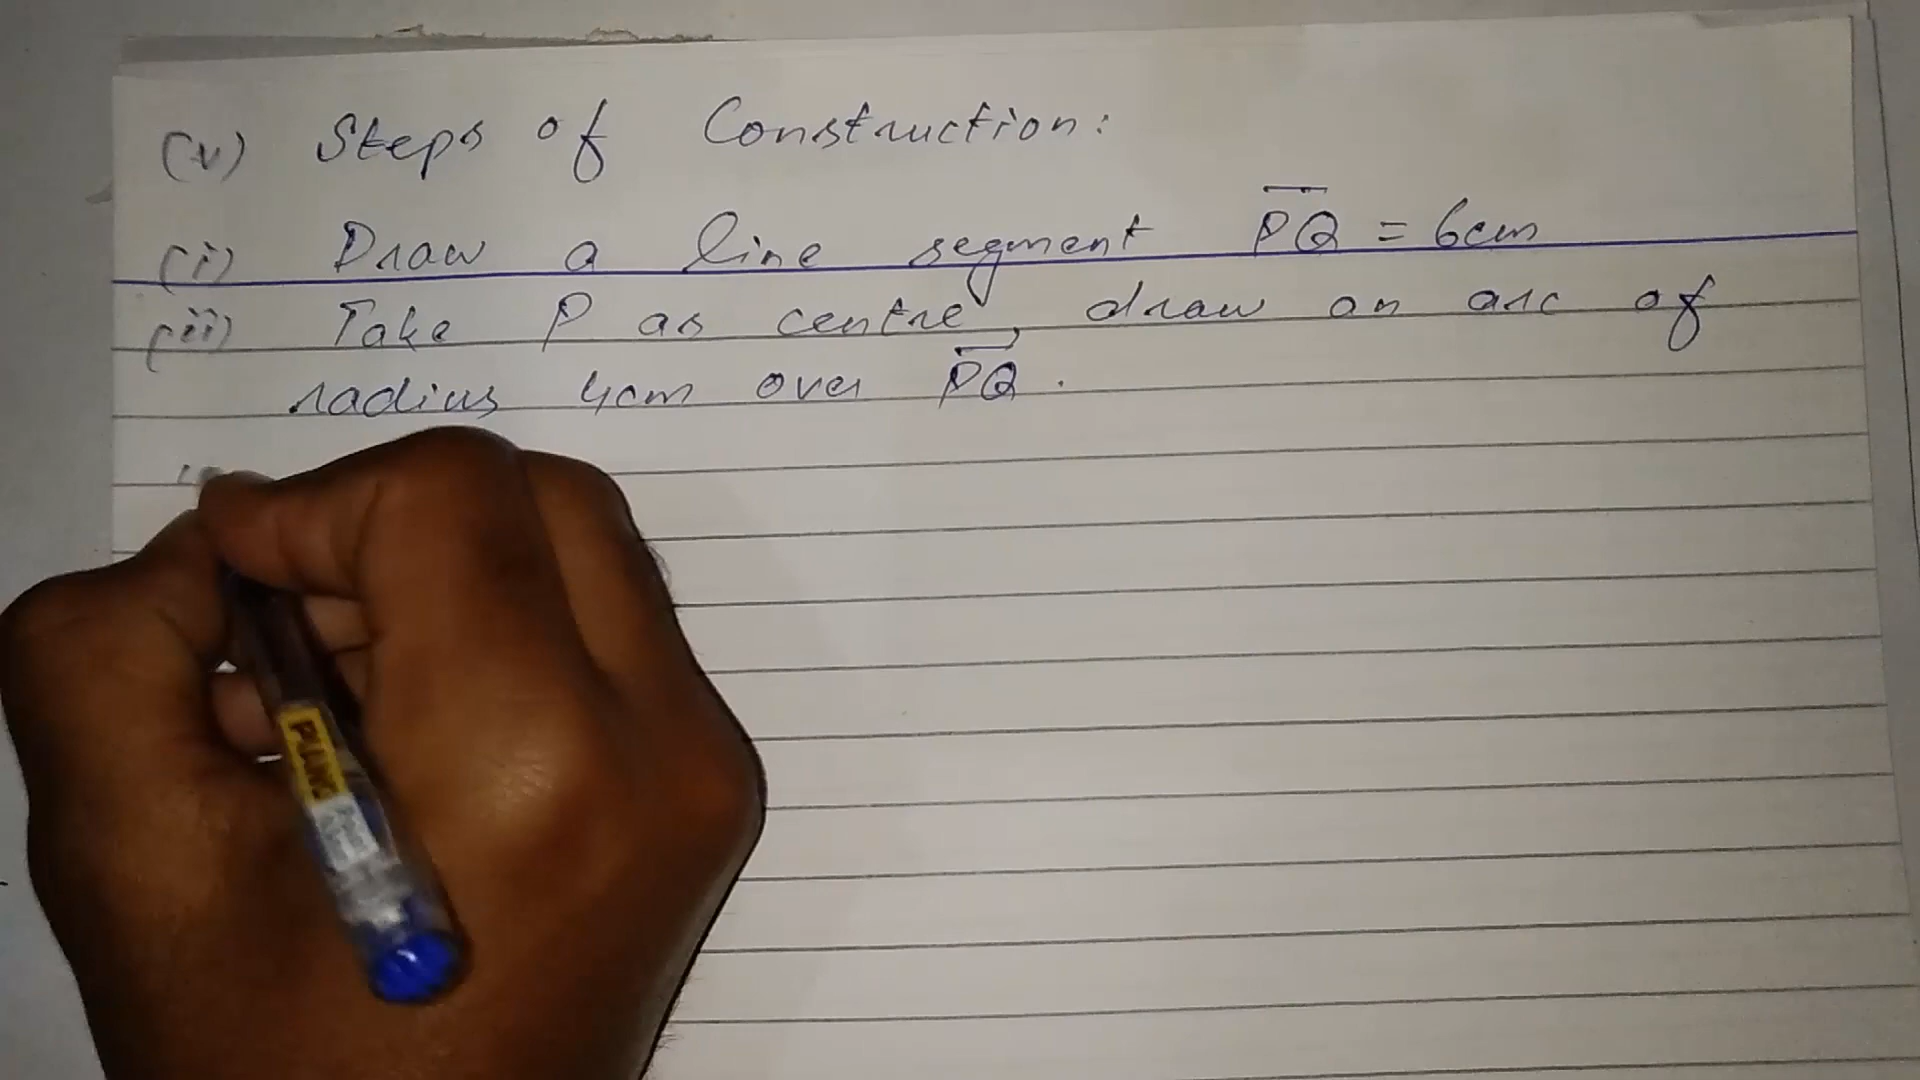 (v) Steps of Construction:
(i) Draw a line segment P̅Q̅ = 6cm
(ii) Take P as centre, draw an arc of
radius 4cm over PQ.